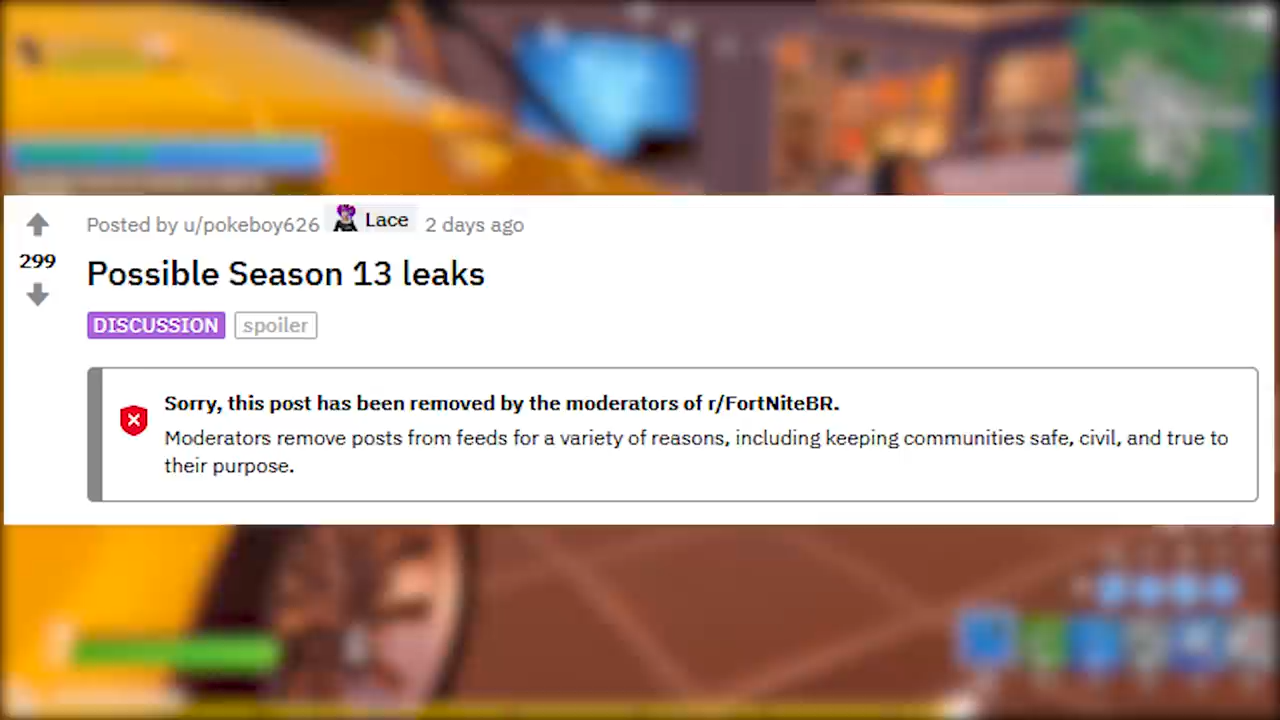 Posted by u/pokeboy626 Lace 2 days ago
299
Possible Season 13 leaks
DISCUSSION spoiler
Sorry, this post has been removed by the moderators of r/FortNiteBR.
Moderators remove posts from feeds for a variety of reasons, including keeping communities safe, civil, and true to
their purpose.